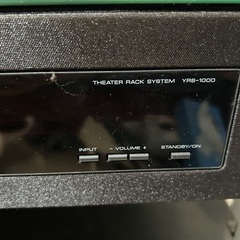 THEATER RACK SYSTEM YRS-1000
INPUT - VOLUME + STANDBY/ON